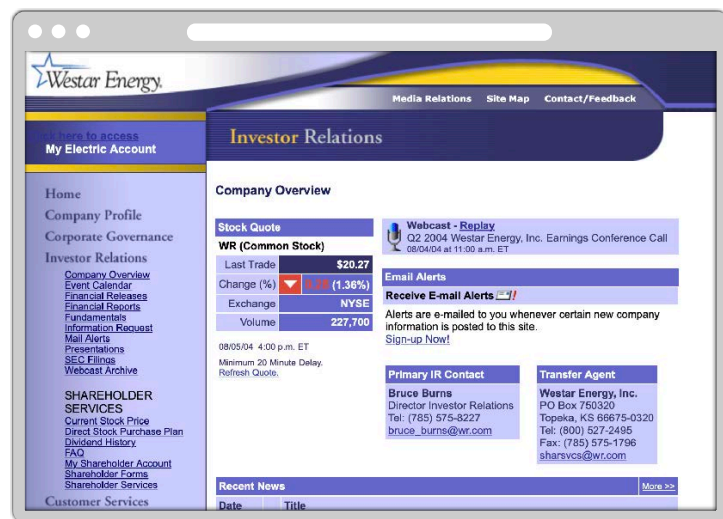 Westar Energy.
Media Relations Site Map Contact/Feedback
here to access
My Electric Account
Investor Relations
Home
Company Profile
Corporate Governance
Investor Relations
Company Overview
Event Calendar
Financial Releases
Financial Reports
Fundamentals
Information Request
Mail Alerts
Presentations
SEC Filings
Webcast Archive
SHAREHOLDER
SERVICES
Current Stock Price
Direct Stock Purchase Plan
Dividend History
FAQ
My Shareholder Account
Shareholder Forms
Shareholder Services
Customer Services
Company Overview
Stock Quote
WR (Common Stock)
Last Trade $20.27
Change (%) (1.36%)
Exchange NYSE
Volume 227,700
08/05/04 4:00 p.m. ET
Minimum 20 Minute Delay.
Refresh Quote.
Webcast - Replay
Q2 2004 Westar Energy, Inc. Earnings Conference Call
08/04/04 at 11:00 a.m. ET
Email Alerts
Receive E-mail Alerts
Alerts are e-mailed to you whenever certain new company
information is posted to this site.
Sign-up Now!
Primary IR Contact
Bruce Burns
Director Investor Relations
Tel: (785) 575-8227
bruce_burns@wr.com
Transfer Agent
Westar Energy, Inc.
PO Box 750320
Topeka, KS 66675-0320
Tel: (800) 527-2495
Fax: (785) 575-1796
sharsvcs@wr.com
Recent News More >>
Date Title